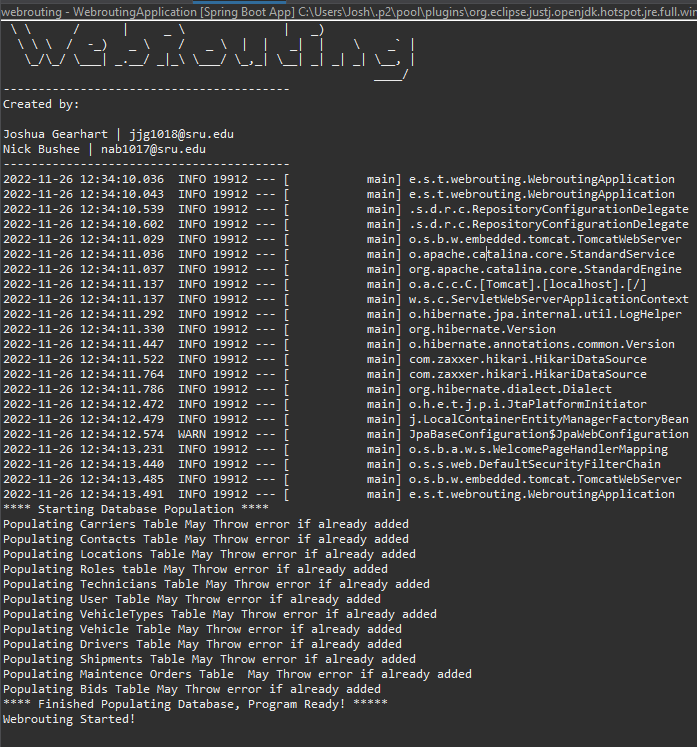 webrouting - WebroutingApplication [Spring Boot App] C:\Users\Josh\.p2\pool\plugins\org.eclipse.justj.openjdk.hotspot.jre.full.win
Webrouting
-----------------------------------------
Created by:
Joshua Gearhart | jjg1018@sru.edu
Nick Bushee | nab1017@sru.edu
-----------------------------------------
2022-11-26 12:34:10.036  INFO 19912 --- [           main] e.s.t.webrouting.WebroutingApplication
2022-11-26 12:34:10.043  INFO 19912 --- [           main] e.s.t.webrouting.WebroutingApplication
2022-11-26 12:34:10.539  INFO 19912 --- [           main] .s.d.r.c.RepositoryConfigurationDelegate
2022-11-26 12:34:10.602  INFO 19912 --- [           main] .s.d.r.c.RepositoryConfigurationDelegate
2022-11-26 12:34:11.029  INFO 19912 --- [           main] o.s.b.w.embedded.tomcat.TomcatWebServer
2022-11-26 12:34:11.036  INFO 19912 --- [           main] o.apache.catalina.core.StandardService
2022-11-26 12:34:11.037  INFO 19912 --- [           main] org.apache.catalina.core.StandardEngine
2022-11-26 12:34:11.137  INFO 19912 --- [           main] o.a.c.c.C.[Tomcat].[localhost].[/]
2022-11-26 12:34:11.137  INFO 19912 --- [           main] w.s.c.ServletWebServerApplicationContext
2022-11-26 12:34:11.292  INFO 19912 --- [           main] o.hibernate.jpa.internal.util.LogHelper
2022-11-26 12:34:11.330  INFO 19912 --- [           main] org.hibernate.Version
2022-11-26 12:34:11.447  INFO 19912 --- [           main] o.hibernate.annotations.common.Version
2022-11-26 12:34:11.522  INFO 19912 --- [           main] com.zaxxer.hikari.HikariDataSource
2022-11-26 12:34:11.764  INFO 19912 --- [           main] com.zaxxer.hikari.HikariDataSource
2022-11-26 12:34:11.786  INFO 19912 --- [           main] org.hibernate.dialect.Dialect
2022-11-26 12:34:12.472  INFO 19912 --- [           main] o.h.e.t.j.p.i.JtaPlatformInitiator
2022-11-26 12:34:12.479  INFO 19912 --- [           main] j.LocalContainerEntityManagerFactoryBean
2022-11-26 12:34:12.574  WARN 19912 --- [           main] JpaBaseConfiguration$JpaWebConfiguration
2022-11-26 12:34:13.231  INFO 19912 --- [           main] o.s.b.a.w.s.WelcomePageHandlerMapping
2022-11-26 12:34:13.440  INFO 19912 --- [           main] o.s.s.web.DefaultSecurityFilterChain
2022-11-26 12:34:13.485  INFO 19912 --- [           main] o.s.b.w.embedded.tomcat.TomcatWebServer
2022-11-26 12:34:13.491  INFO 19912 --- [           main] e.s.t.webrouting.WebroutingApplication
**** Starting Database Population ****
Populating Carriers Table May Throw error if already added
Populating Contacts Table May Throw error if already added
Populating Locations Table May Throw error if already added
Populating Roles table May Throw error if already added
Populating Technicians Table May Throw error if already added
Populating User Table May Throw error if already added
Populating VehicleTypes Table May Throw error if already added
Populating Vehicle Table May Throw error if already added
Populating Drivers Table May Throw error if already added
Populating Shipments Table May Throw error if already added
Populating Maintence Orders Table  May Throw error if already added
Populating Bids Table May Throw error if already added
**** Finished Populating Database, Program Ready! *****
Webrouting Started!